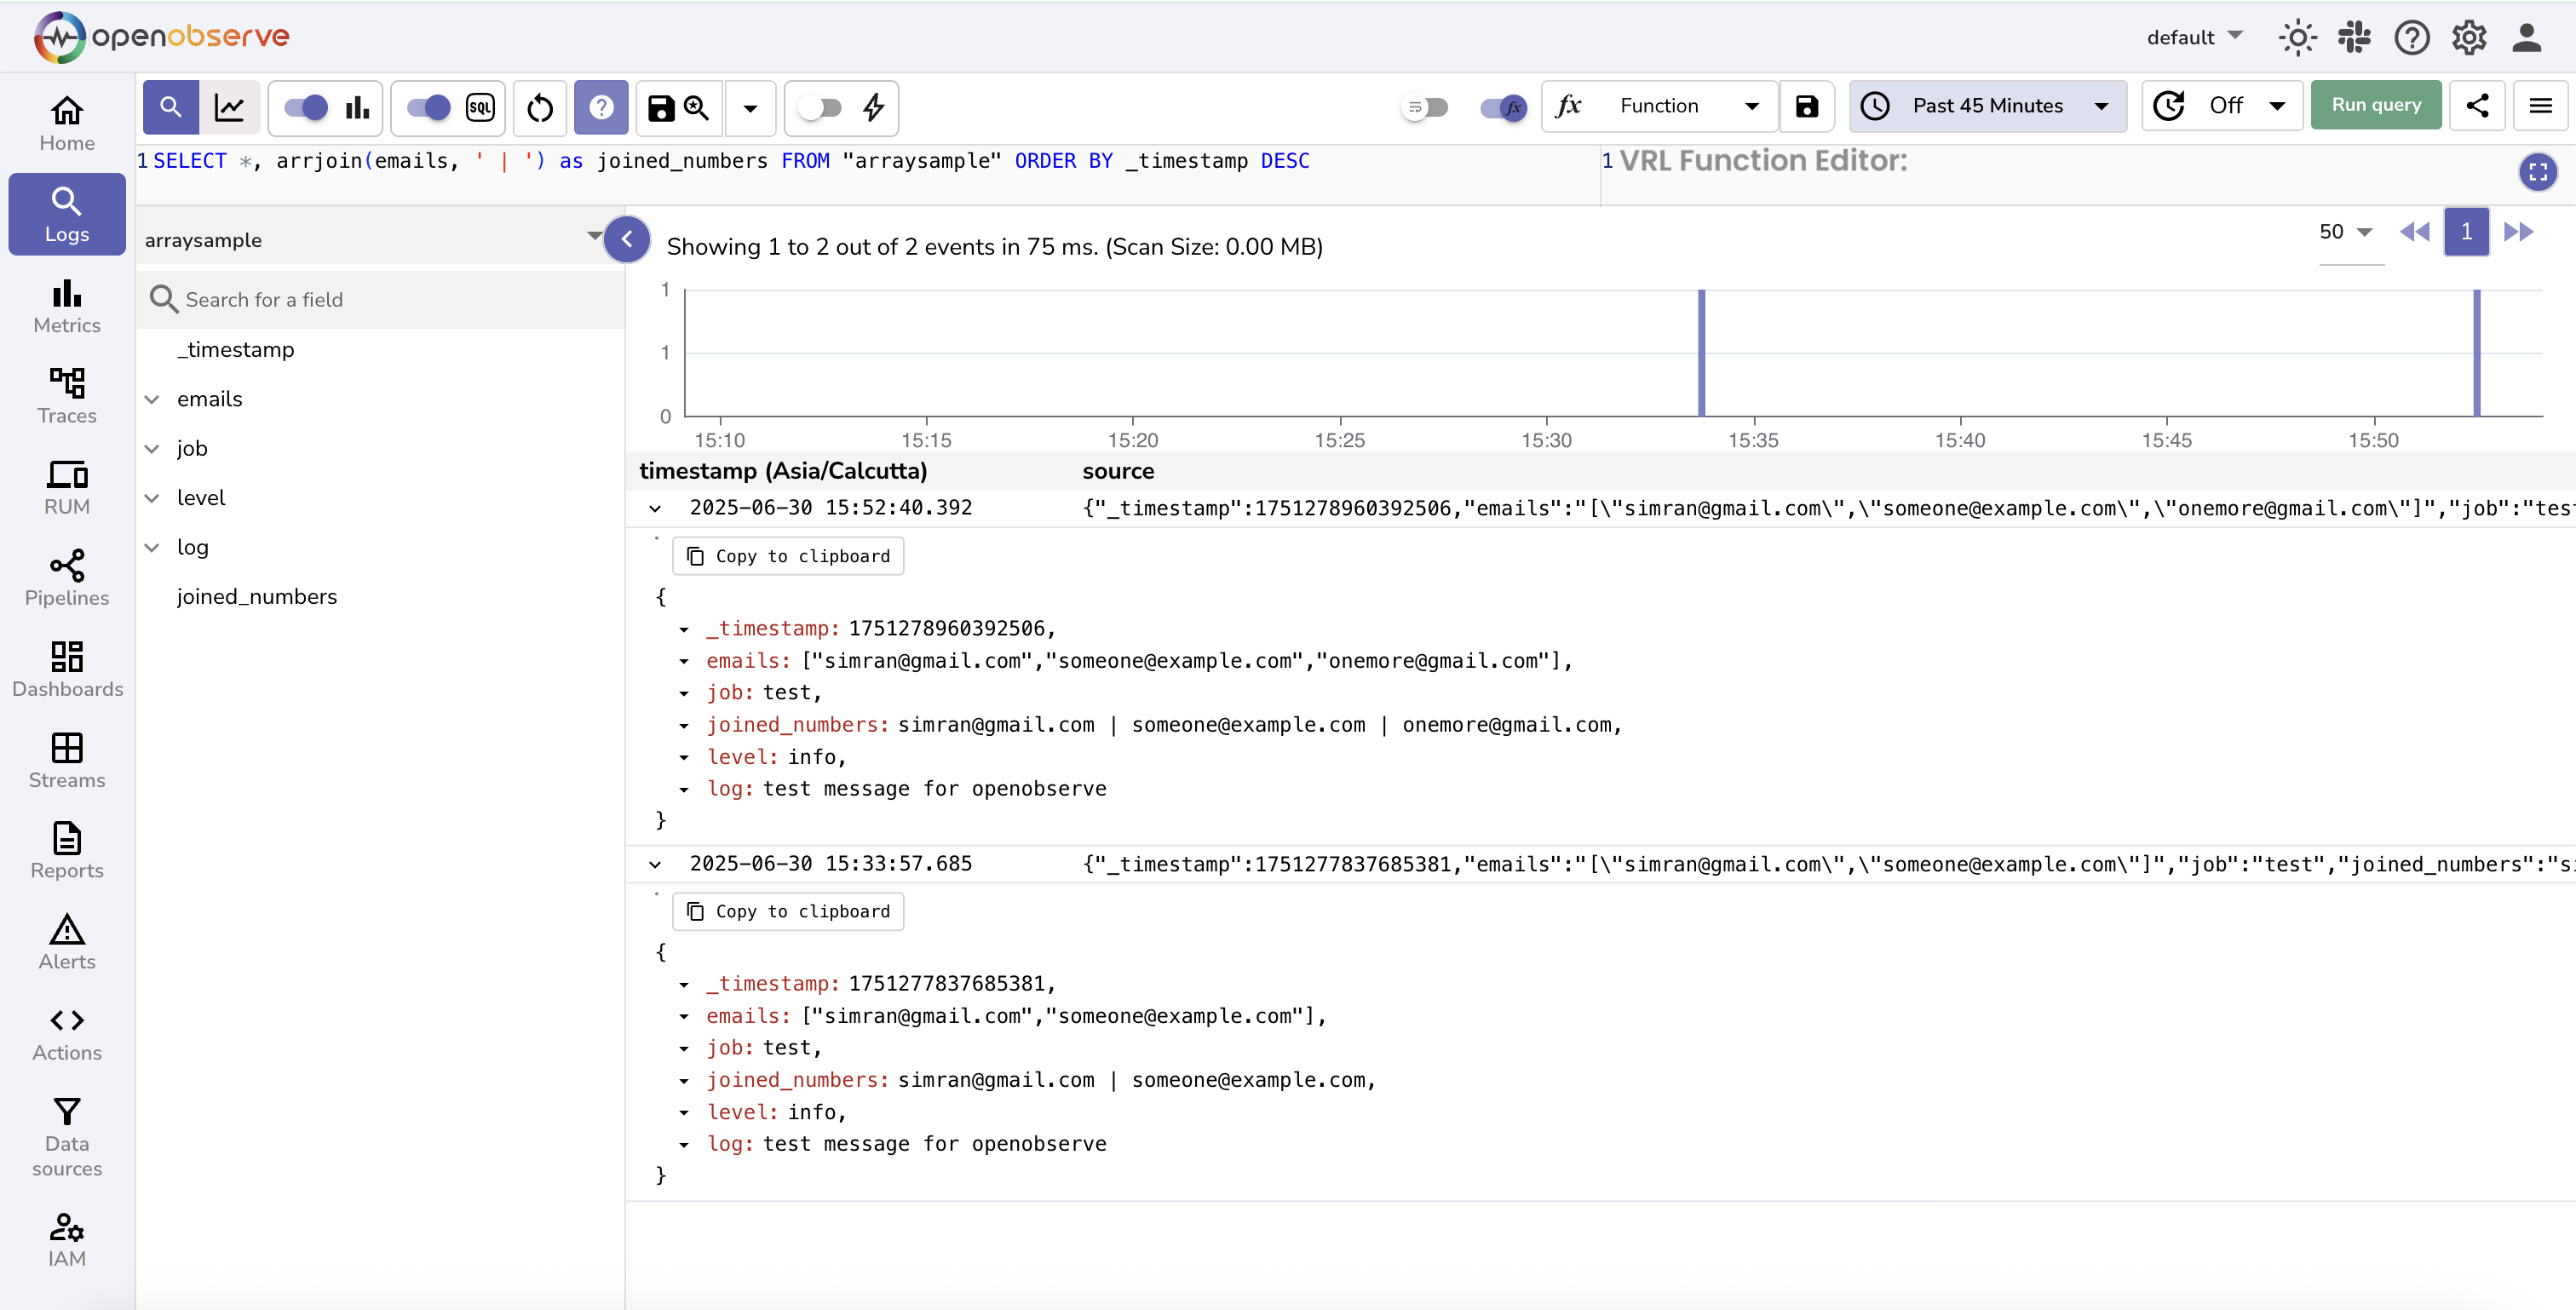 openobserve
default
SQL
fx
Function
Past 45 Minutes
Off
Run query
Home
Logs
Metrics
Traces
RUM
Pipelines
Dashboards
Streams
Reports
Alerts
Actions
Data
sources
IAM
1 SELECT *, arrjoin(emails, ' | ') as joined_numbers FROM "arraysample" ORDER BY _timestamp DESC
1 VRL Function Editor:
arraysample
Search for a field
_timestamp
emails
job
level
log
joined_numbers
Showing 1 to 2 out of 2 events in 75 ms. (Scan Size: 0.00 MB)
50
1
1
1
0
15:10 15:15 15:20 15:25 15:30 15:35 15:40 15:45 15:50
timestamp (Asia/Calcutta) source
2025-06-30 15:52:40.392 {"_timestamp":1751278960392506,"emails":"[\"simran@gmail.com\",\"someone@example.com\",\"onemore@gmail.com\"]","job":"tes
Copy to clipboard
{
_timestamp: 1751278960392506,
emails: ["simran@gmail.com","someone@example.com","onemore@gmail.com"],
job: test,
joined_numbers: simran@gmail.com | someone@example.com | onemore@gmail.com,
level: info,
log: test message for openobserve
}
2025-06-30 15:33:57.685 {"_timestamp":1751277837685381,"emails":"[\"simran@gmail.com\",\"someone@example.com\"]","job":"test","joined_numbers":"s
Copy to clipboard
{
_timestamp: 1751277837685381,
emails: ["simran@gmail.com","someone@example.com"],
job: test,
joined_numbers: simran@gmail.com | someone@example.com,
level: info,
log: test message for openobserve
}